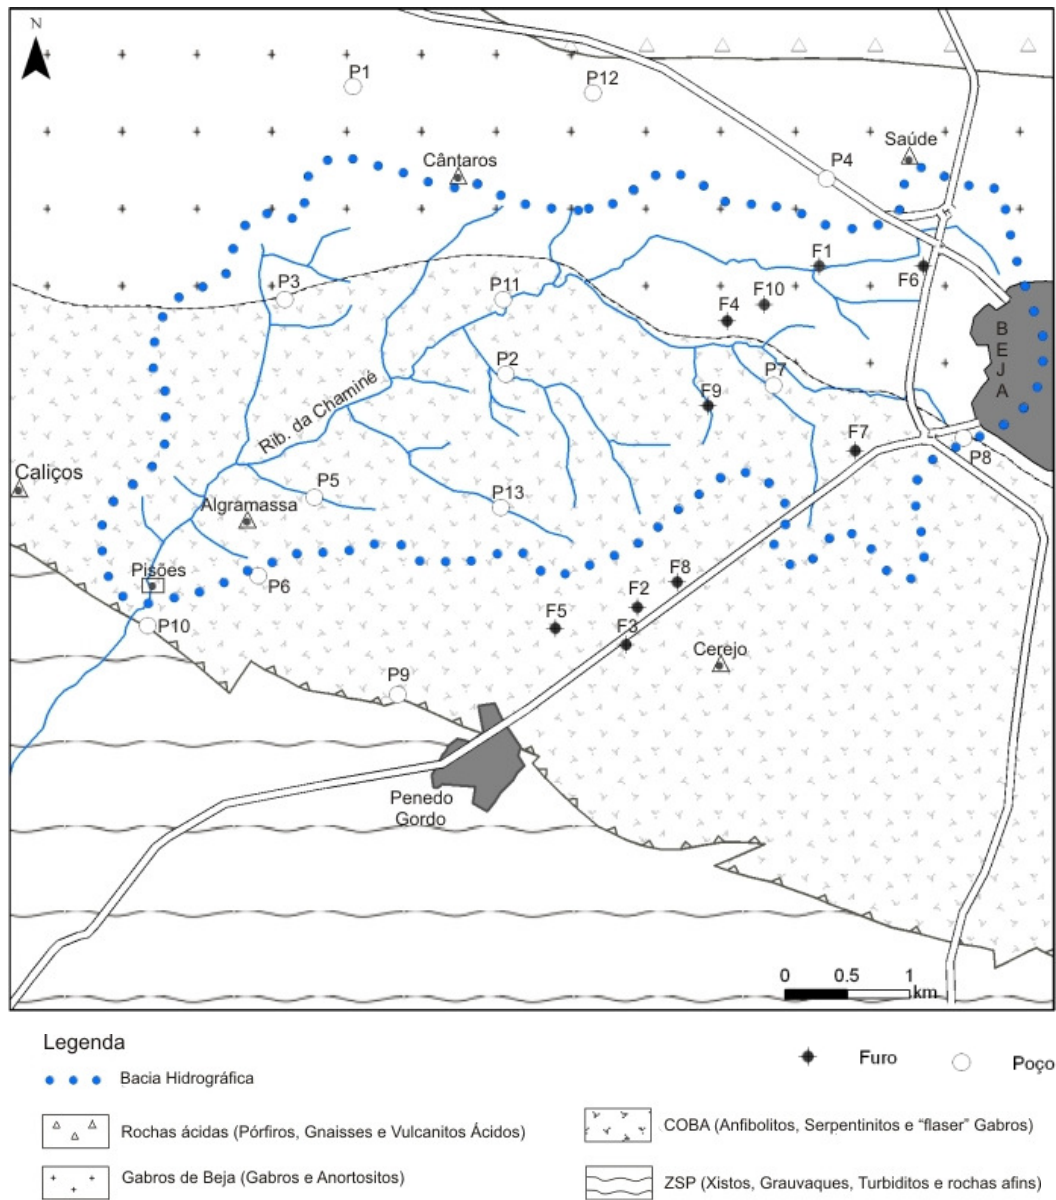 N
P1
P12
Saúde
Cântaros
P4
F1
P3
P11
F10
F6
F4
B
E
J
A
P2
P7
F9
Rib. da Chaminé
F7
P8
Caliços
P5
P13
Algramassa
Pisões
P6
F8
F2
P10
F5
F3
Cerejo
P9
Penedo
Gordo
0 0.5 1
km
Legenda
Bacia Hidrográfica
Furo
Poço
Rochas ácidas (Pórfiros, Gnaisses e Vulcanitos Ácidos)
COBA (Anfibolitos, Serpentinitos e “flaser” Gabros)
Gabros de Beja (Gabros e Anortositos)
ZSP (Xistos, Grauvaques, Turbiditos e rochas afins)